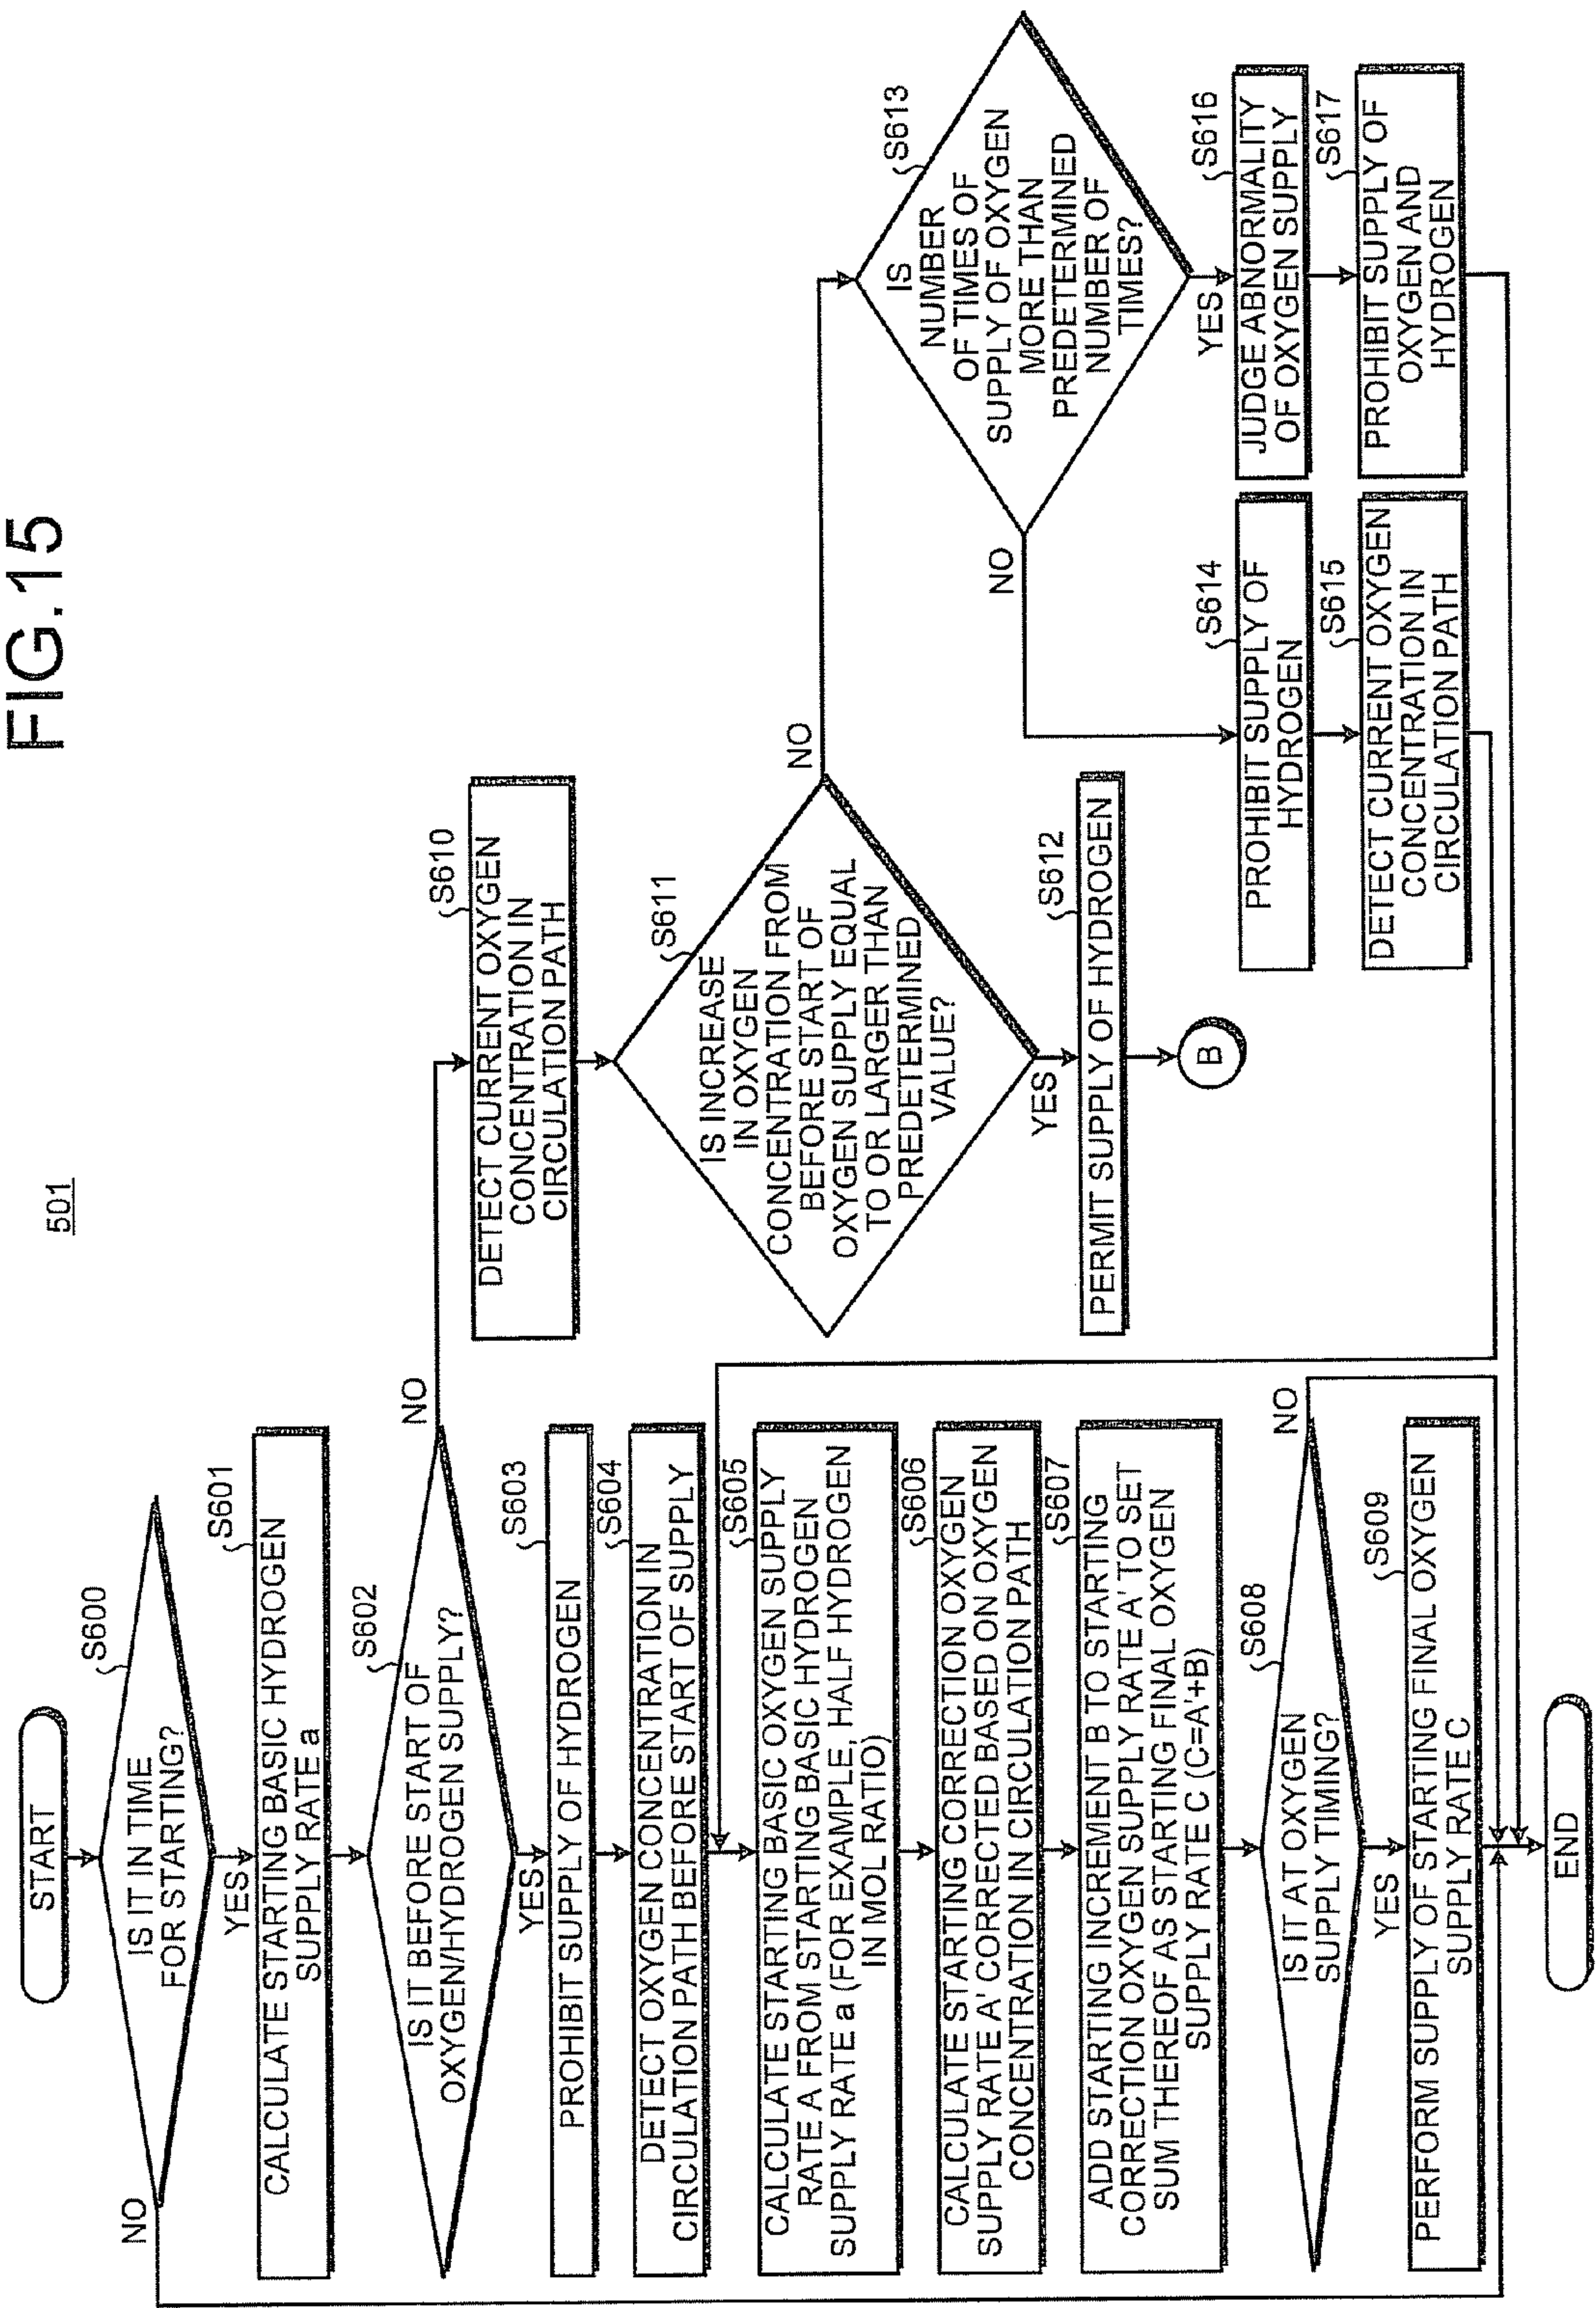 FIG.15
501
START
S600
IS IT IN TIME
FOR STARTING?
NO
YES
S601
CALCULATE STARTING BASIC HYDROGEN
SUPPLY RATE a
S602
IS IT BEFORE START OF
OXYGEN/HYDROGEN SUPPLY?
NO
YES
S603
PROHIBIT SUPPLY OF HYDROGEN
S604
DETECT OXYGEN CONCENTRATION IN
CIRCULATION PATH BEFORE START OF SUPPLY
S605
CALCULATE STARTING BASIC OXYGEN SUPPLY
RATE A FROM STARTING BASIC HYDROGEN
SUPPLY RATE a (FOR EXAMPLE, HALF HYDROGEN
IN MOL RATIO)
S606
CALCULATE STARTING CORRECTION OXYGEN
SUPPLY RATE A' CORRECTED BASED ON OXYGEN
CONCENTRATION IN CIRCULATION PATH
S607
ADD STARTING INCREMENT B TO STARTING
CORRECTION OXYGEN SUPPLY RATE A' TO SET
SUM THEREOF AS STARTING FINAL OXYGEN
SUPPLY RATE C (C=A'+B)
S608
IS IT AT OXYGEN
SUPPLY TIMING?
NO
YES
S609
PERFORM SUPPLY OF STARTING FINAL OXYGEN
SUPPLY RATE C
END
S610
DETECT CURRENT OXYGEN
CONCENTRATION IN
CIRCULATION PATH
S611
IS INCREASE
IN OXYGEN
CONCENTRATION FROM
BEFORE START OF
OXYGEN SUPPLY EQUAL
TO OR LARGER THAN
PREDETERMINED
VALUE?
NO
YES
S612
PERMIT SUPPLY OF HYDROGEN
B
S613
IS
NUMBER
OF TIMES OF
SUPPLY OF OXYGEN
MORE THAN
PREDETERMINED
NUMBER OF
TIMES?
NO
YES
S614
PROHIBIT SUPPLY OF
HYDROGEN
S615
DETECT CURRENT OXYGEN
CONCENTRATION IN
CIRCULATION PATH
S616
JUDGE ABNORMALITY
OF OXYGEN SUPPLY
S617
PROHIBIT SUPPLY OF
OXYGEN AND
HYDROGEN